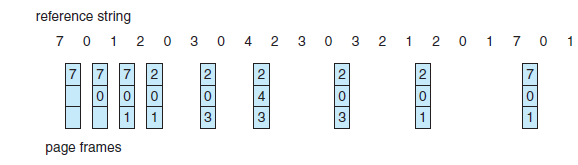 reference string
7 0 1 2 0 3 0 4 2 3 0 3 2 1 2 0 1 7 0 1
7 7 7 2 2 2 2 2 7
0 0 0 0 4 0 0 0
1 1 3 3 3 1 1
page frames